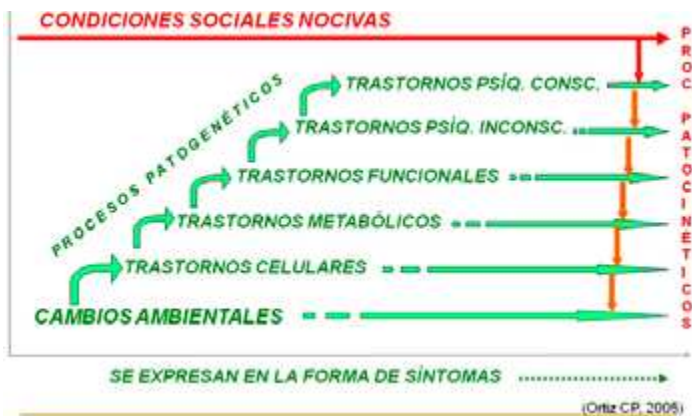 CONDICIONES SOCIALES NOCIVAS
TRASTORNOS PSÍQ. CONSC.
TRASTORNOS PSÍQ. INCONSC.
TRASTORNOS FUNCIONALES
TRASTORNOS METABÓLICOS
TRASTORNOS CELULARES
CAMBIOS AMBIENTALES
PROCESOS PATOGENÉTICOS
PROC PATOCINÉTICOS
SE EXPRESAN EN LA FORMA DE SÍNTOMAS
(Ortiz CP, 2005)